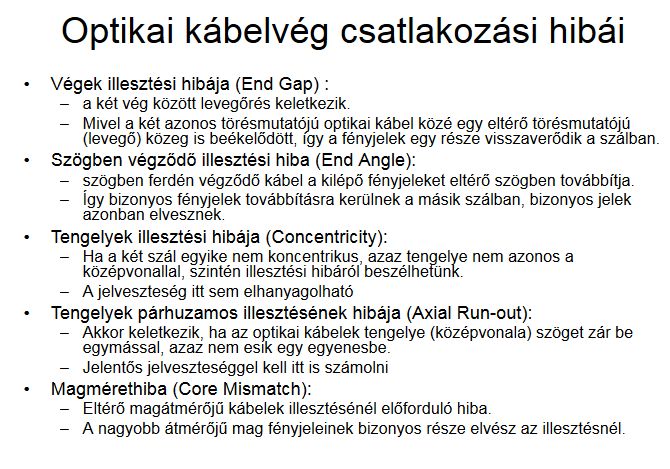 Optikai kábelvég csatlakozási hibái
• Végek illesztési hibája (End Gap) :
– a két vég között levegőrés keletkezik.
– Mivel a két azonos törésmutatójú optikai kábel közé egy eltérő törésmutatójú
(levegő) közeg is beékelődött, így a fényjelek egy része visszaverődik a szálban.
• Szögben végződő illesztési hiba (End Angle):
– szögben ferdén végződő kábel a kilépő fényjeleket eltérő szögben továbbítja.
– Így bizonyos fényjelek továbbításra kerülnek a másik szálban, bizonyos jelek
azonban elvesznek.
• Tengelyek illesztési hibája (Concentricity):
– Ha a két szál egyike nem koncentrikus, azaz tengelye nem azonos a
középvonallal, szintén illesztési hibáról beszélhetünk.
– A jelveszteség itt sem elhanyagolható
• Tengelyek párhuzamos illesztésének hibája (Axial Run-out):
– Akkor keletkezik, ha az optikai kábelek tengelye (középvonala) szöget zár be
egymással, azaz nem esik egy egyenesbe.
– Jelentős jelveszteséggel kell itt is számolni
• Magmérethiba (Core Mismatch):
– Eltérő magátmérőjű kábelek illesztésénél előforduló hiba.
– A nagyobb átmérőjű mag fényjeleinek bizonyos része elvész az illesztésnél.